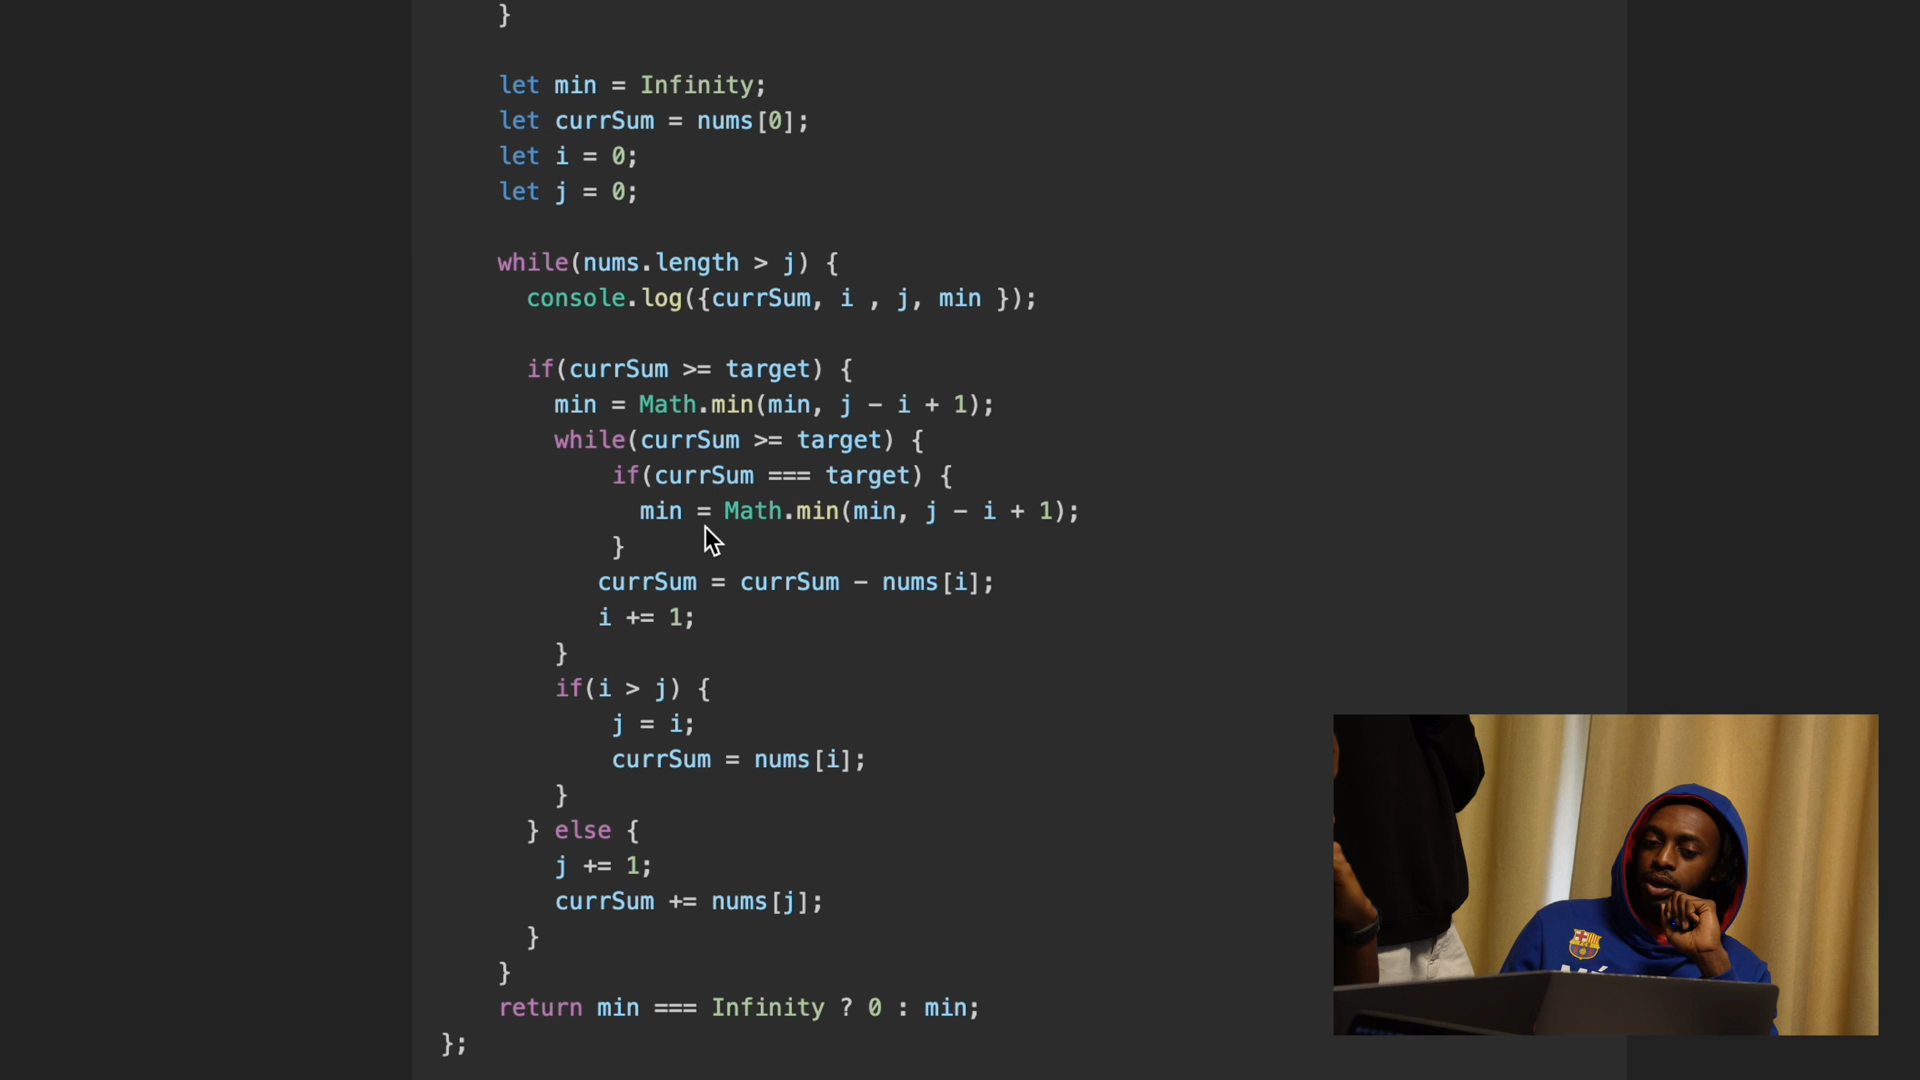 }
let min = Infinity;
let currSum = nums[0];
let i = 0;
let j = 0;
while(nums.length > j) {
console.log({currSum, i , j, min });
if(currSum >= target) {
min = Math.min(min, j - i + 1);
while(currSum >= target) {
if(currSum === target) {
min = Math.min(min, j - i + 1);
}
currSum = currSum - nums[i];
i += 1;
}
if(i > j) {
j = i;
currSum = nums[i];
}
} else {
j += 1;
currSum += nums[j];
}
}
return min === Infinity ? 0 : min;
};